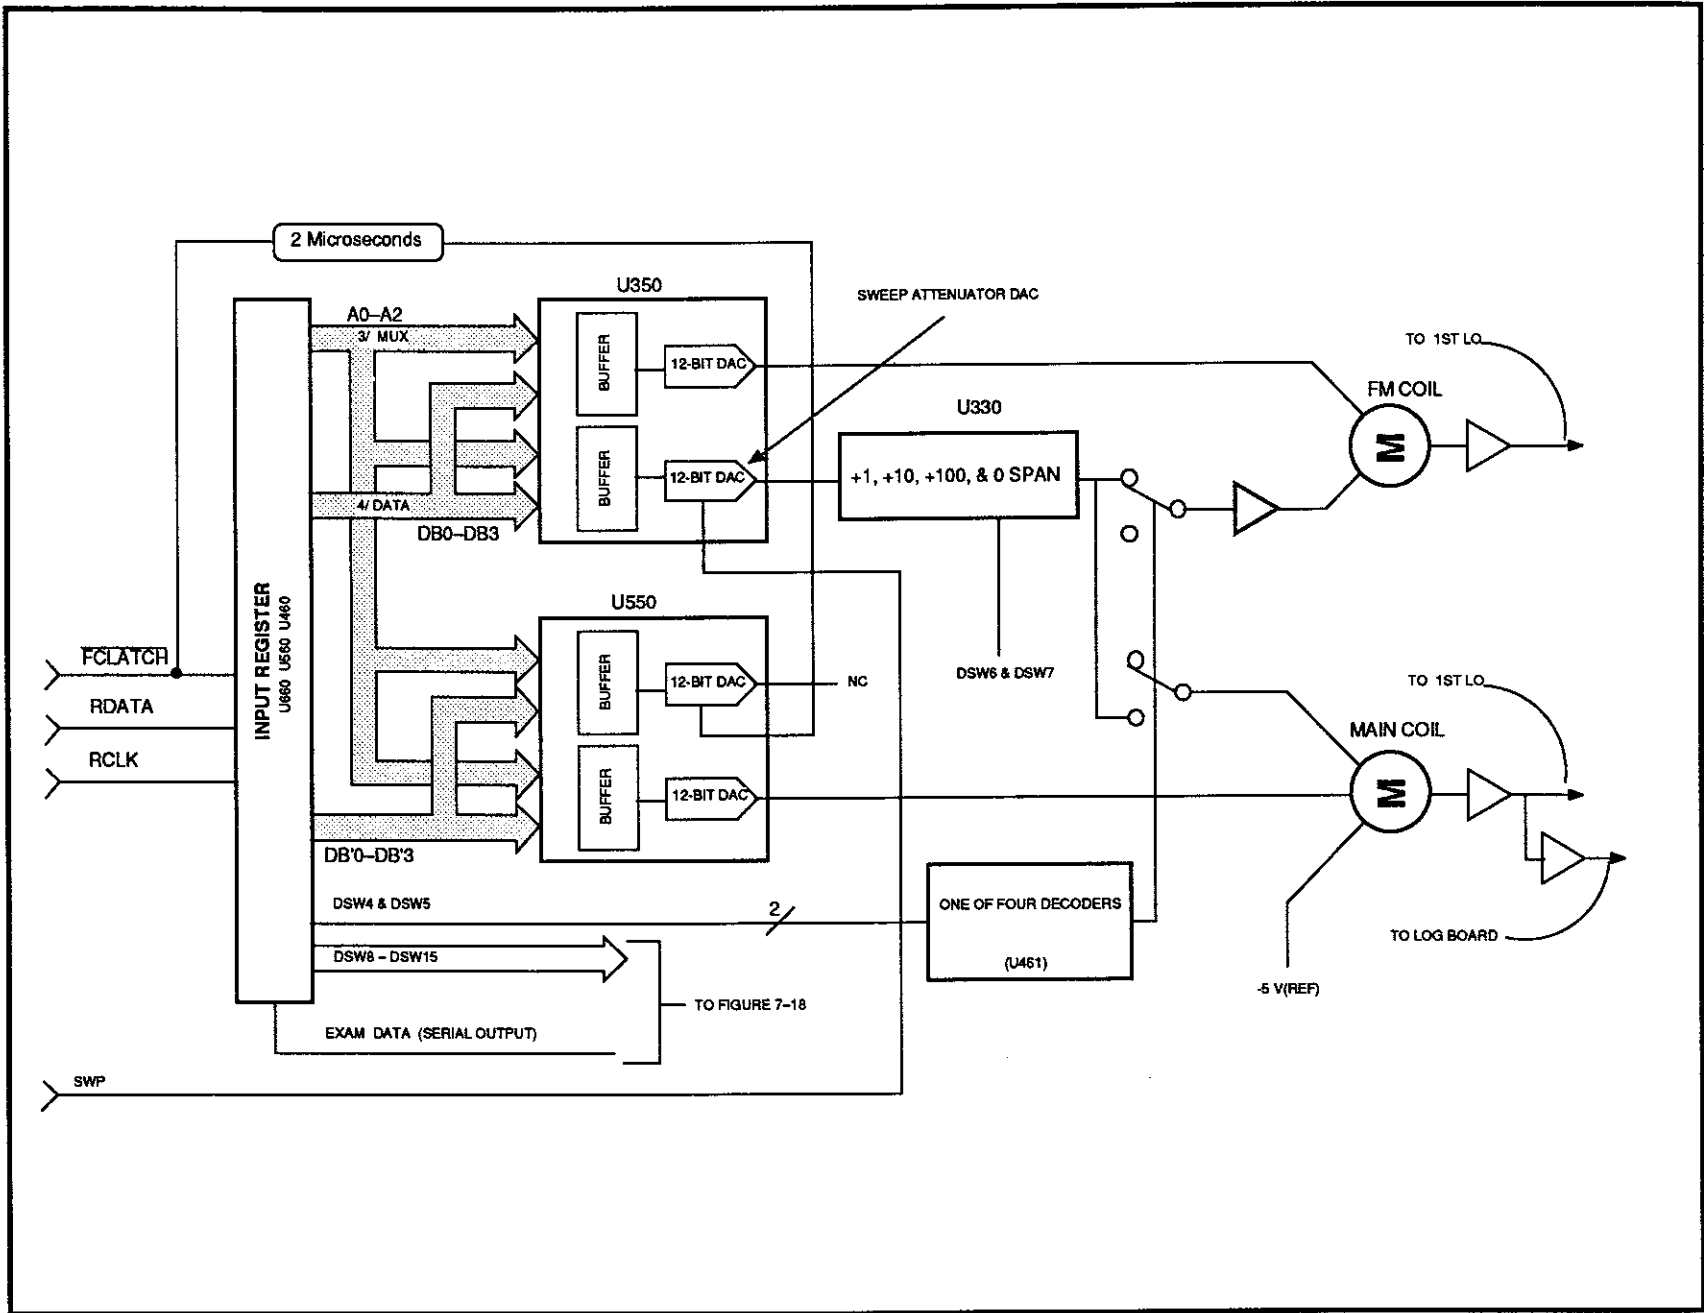 2 Microseconds
U350
SWEEP ATTENUATOR DAC
A0–A2
3/ MUX
BUFFER
12-BIT DAC
TO 1ST LO
FM COIL
M
U330
+1, +10, +100, & 0 SPAN
BUFFER
12-BIT DAC
4/ DATA
DB0–DB3
INPUT REGISTER
U660 U560 U460
U550
FCLATCH
RDATA
RCLK
BUFFER
12-BIT DAC
NC
DSW6 & DSW7
TO 1ST LO
MAIN COIL
M
BUFFER
12-BIT DAC
DB'0–DB'3
DSW4 & DSW5
2
ONE OF FOUR DECODERS
(U461)
TO LOG BOARD
DSW8 – DSW15
-5 V(REF)
TO FIGURE 7–18
EXAM DATA (SERIAL OUTPUT)
SWP